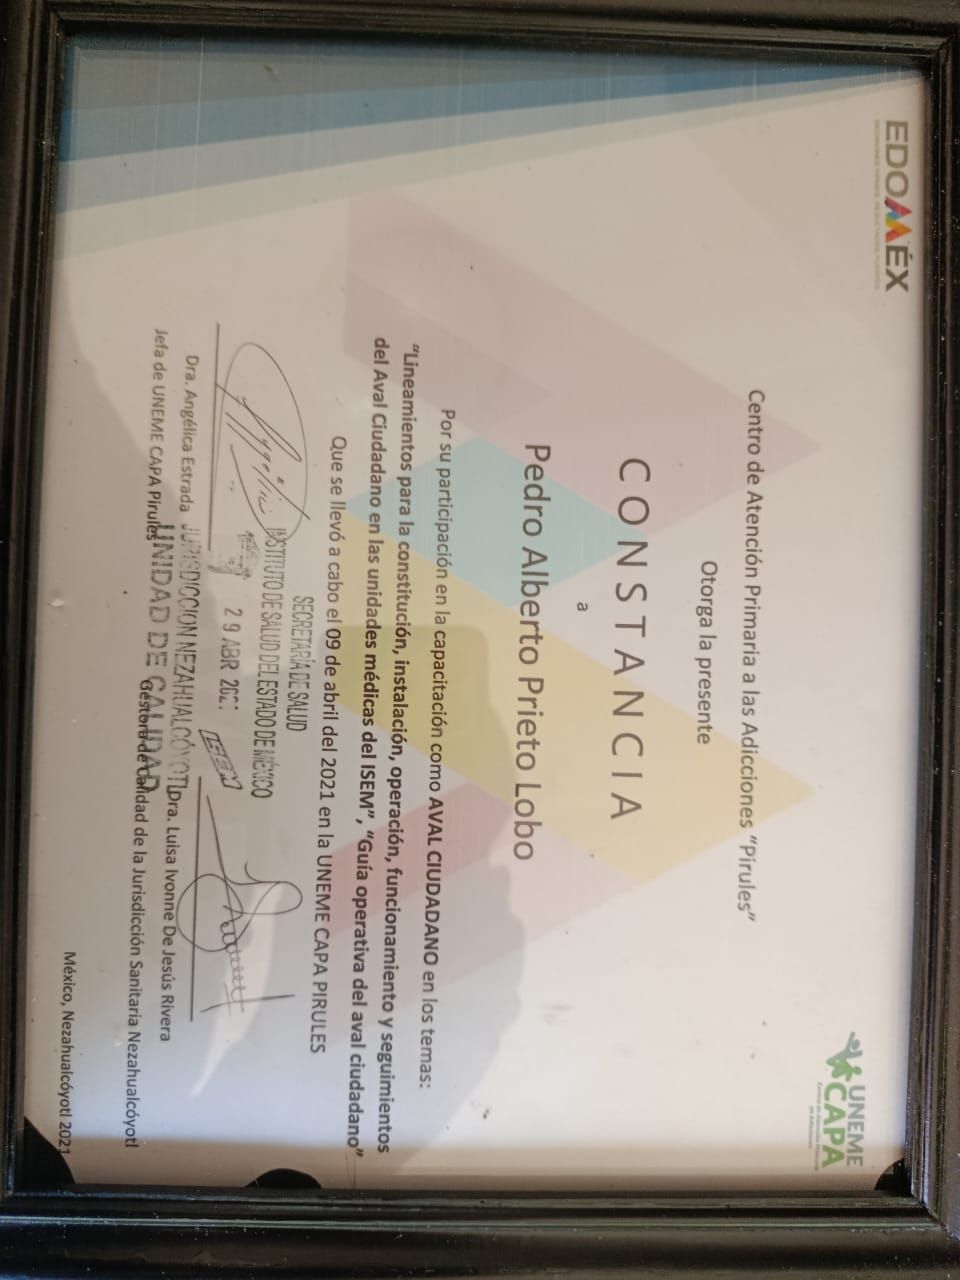 EDOMÉX
UNEME
CAPA
Centro de Atención Primaria a las Adicciones "Pirules"
Otorga la presente
CONSTANCIA
a
Pedro Alberto Prieto Lobo
Por su participación en la capacitación como AVAL CIUDADANO en los temas:
"Lineamientos para la constitución, instalación, operación, funcionamiento y seguimientos
del Aval Ciudadano en las unidades médicas del ISEM", "Guía operativa del aval ciudadano"
Que se llevó a cabo el 09 de abril del 2021 en la UNEME CAPA PIRULES
SECRETARÍA DE SALUD
INSTITUTO DE SALUD DEL ESTADO DE MÉXICO
29 ABR 202
JURISDICCION NEZAHUALCÓYOTL
UNIDAD DE CALIDAD
Dra. Angélica Estrada
Jefa de UNEME CAPA Pirules
Dra. Luisa Ivonne De Jesús Rivera
Gestora de Calidad de la Jurisdicción Sanitaria Nezahualcóyotl
México, Nezahualcóyotl 2021